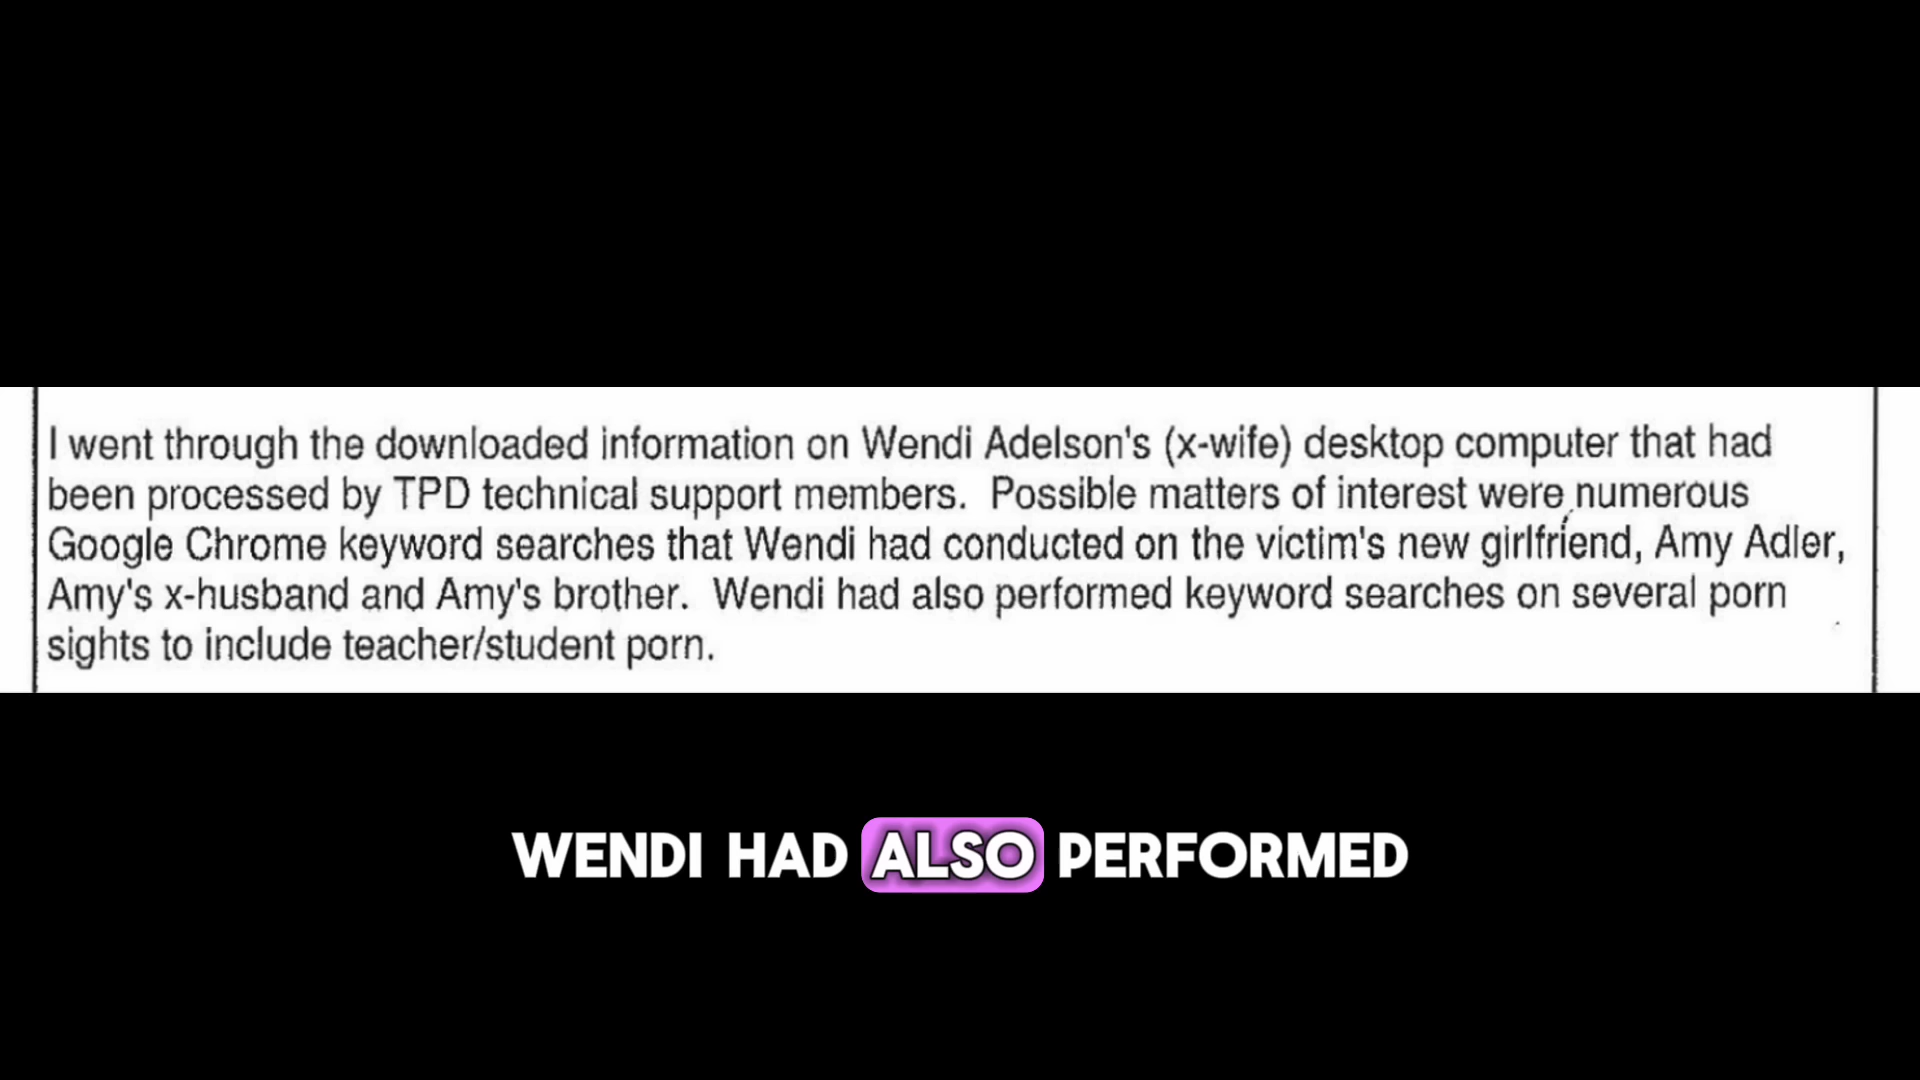 I went through the downloaded information on Wendi Adelson's (x-wife) desktop computer that had
been processed by TPD technical support members.  Possible matters of interest were numerous
Google Chrome keyword searches that Wendi had conducted on the victim's new girlfriend, Amy Adler,
Amy's x-husband and Amy's brother.  Wendi had also performed keyword searches on several porn
sights to include teacher/student porn.
WENDI HAD ALSO PERFORMED